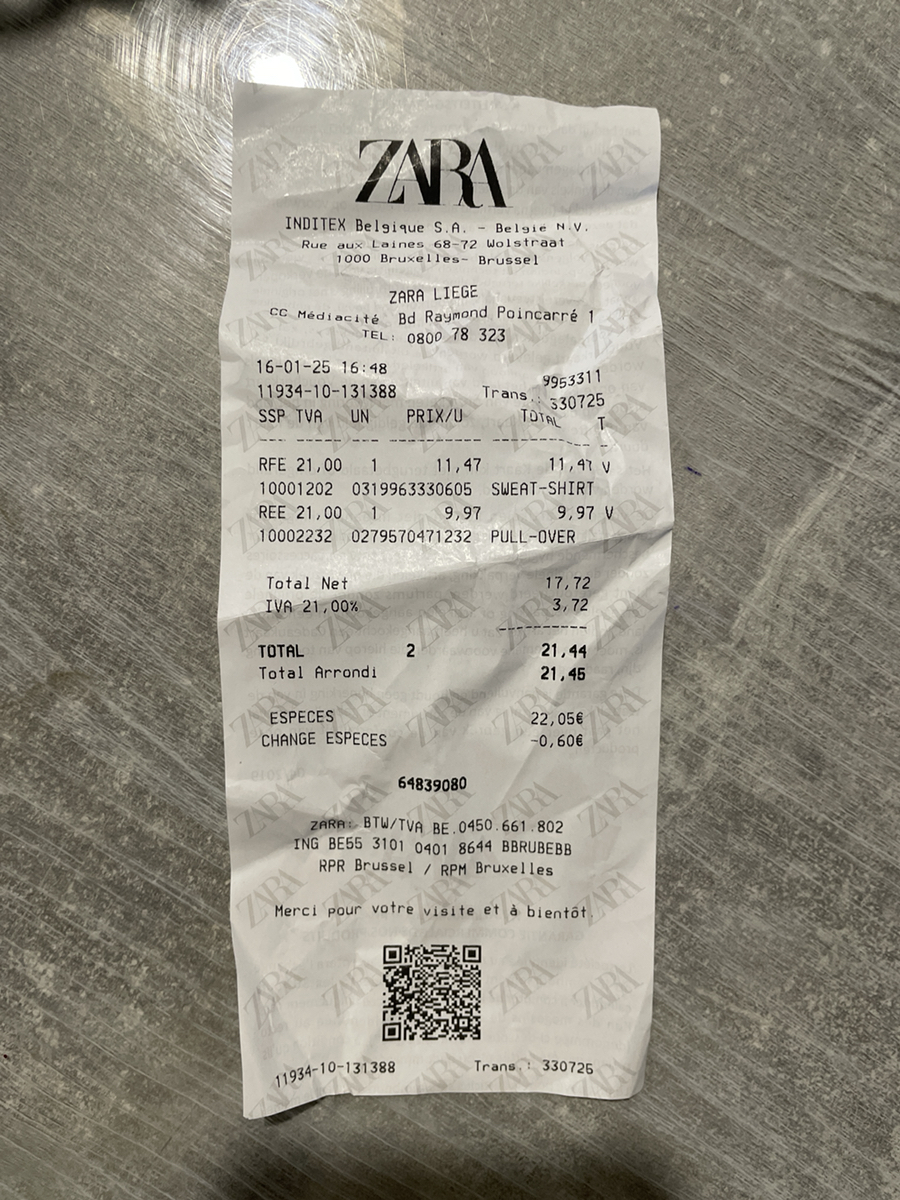 ZARA
INDITEX Belgique S.A. - België N.V.
Rue aux Laines 68-72 Wolstraat
1000 Bruxelles- Brussel
ZARA LIEGE
CC Médiacité Bd Raymond Poincarré 1
TEL: 0800 78 323
16-01-25 16:48 9953311
11934-10-131388 Trans.: 330725
SSP TVA UN PRIX/U TOTAL T
RFE 21,00 1 11,47 11,47 V
10001202 0319963330605 SWEAT-SHIRT
REE 21,00 1 9,97 9,97 V
10002232 0279570471232 PULL-OVER
Total Net 17,72
IVA 21,00% 3,72
TOTAL 2 21,44
Total Arrondi 21,45
ESPECES 22,05€
CHANGE ESPECES -0,60€
64839080
ZARA: BTW/TVA BE.0450.661.802
ING BE55 3101 0401 8644 BBRUBEBB
RPR Brussel / RPM Bruxelles
Merci pour votre visite et à bientôt.
11934-10-131388 Trans.: 330725